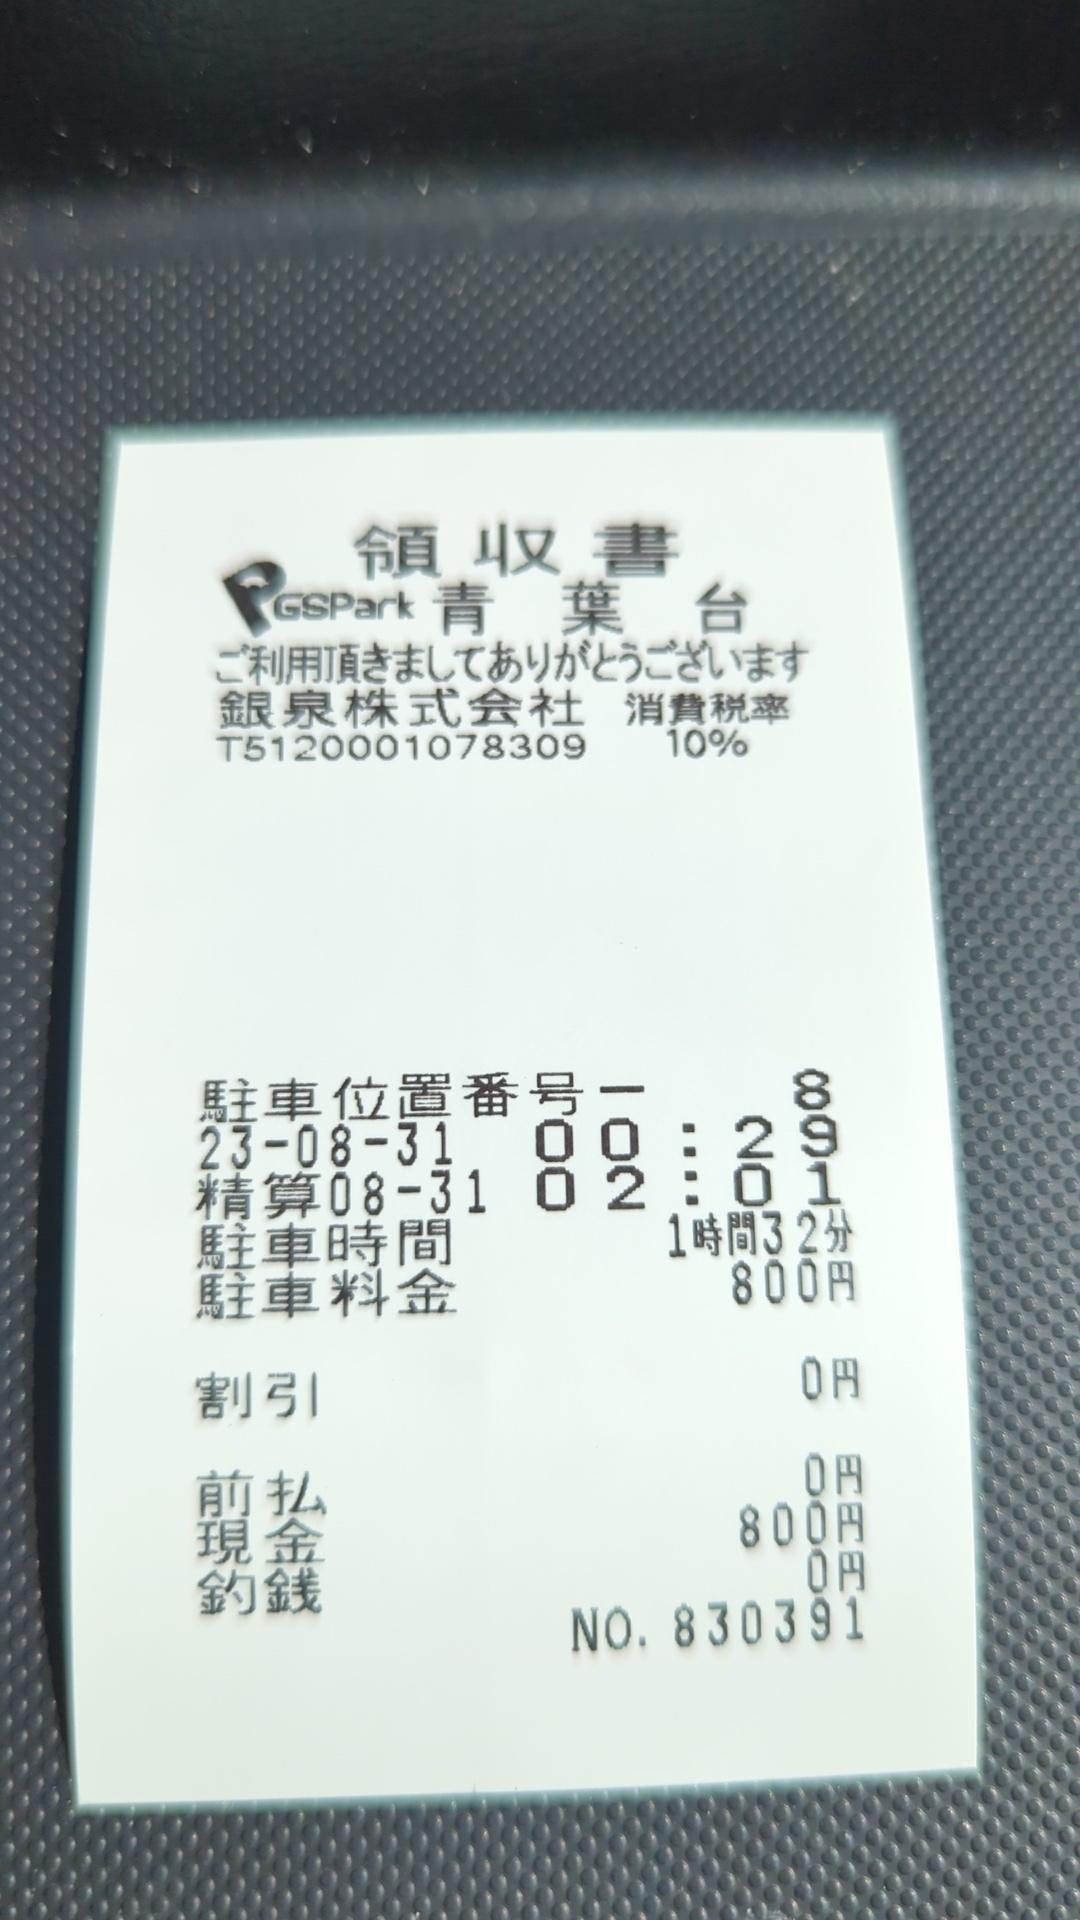 領収書
GSPark 青葉台
ご利用頂きましてありがとうございます
銀泉株式会社 消費税率
T5120001078309 10%
駐車位置番号ー 8
23-08-31 00:29
精算08-31 02:01
駐車時間 1時間32分
駐車料金 800円
割引 0円
前払 0円
現金 800円
釣銭 0円
NO.830391